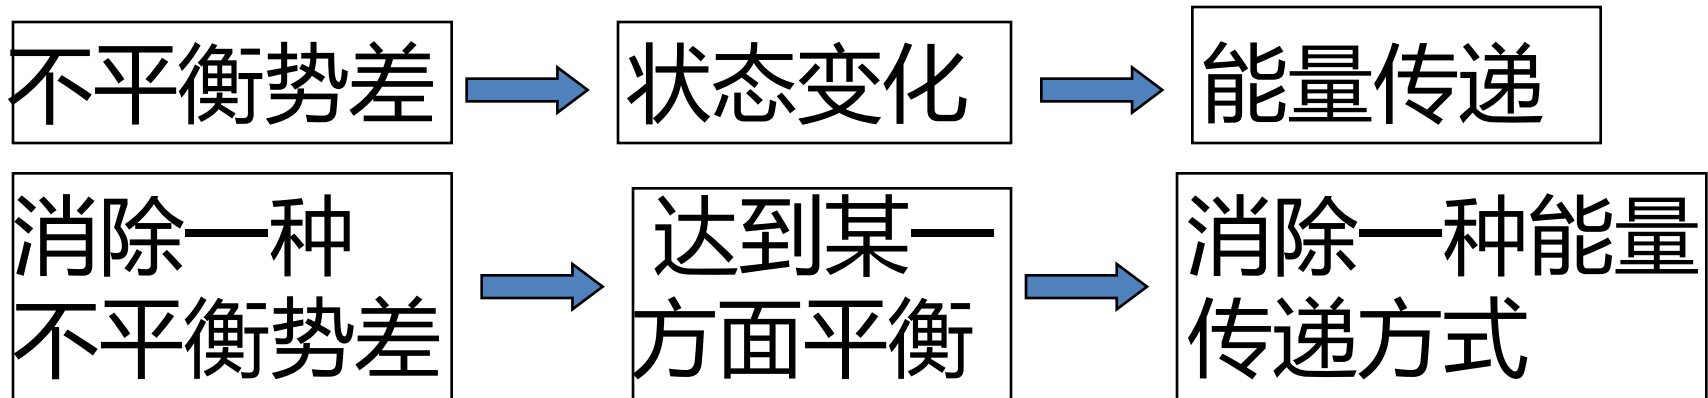 不平衡势差
状态变化
能量传递
消除一种
不平衡势差
达到某一
方面平衡
消除一种能量
传递方式